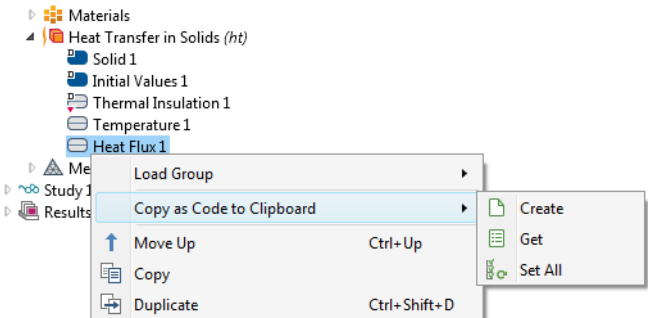 Materials
Heat Transfer in Solids (ht)
Solid 1
Initial Values 1
Thermal Insulation 1
Temperature 1
Heat Flux 1
Me
Load Group
Study 1
Copy as Code to Clipboard
Create
Results
Get
Move Up Ctrl+Up
Copy
Set All
Duplicate Ctrl+Shift+D